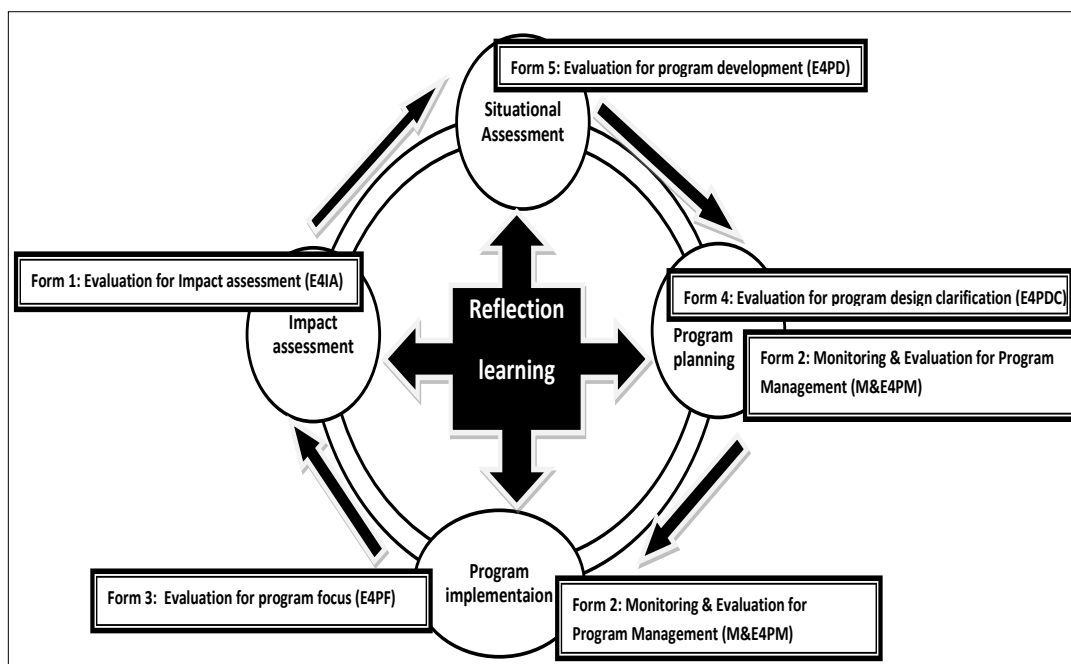 Form 5: Evaluation for program development (E4PD)
Situational
Assessment
Form 1: Evaluation for Impact assessment (E4IA)
Impact
assessment
Reflection
learning
Form 4: Evaluation for program design clarification (E4PDC)
Program
planning
Form 2: Monitoring & Evaluation for Program
Management (M&E4PM)
Program
implementaion
Form 3: Evaluation for program focus (E4PF)
Form 2: Monitoring & Evaluation for
Program Management (M&E4PM)